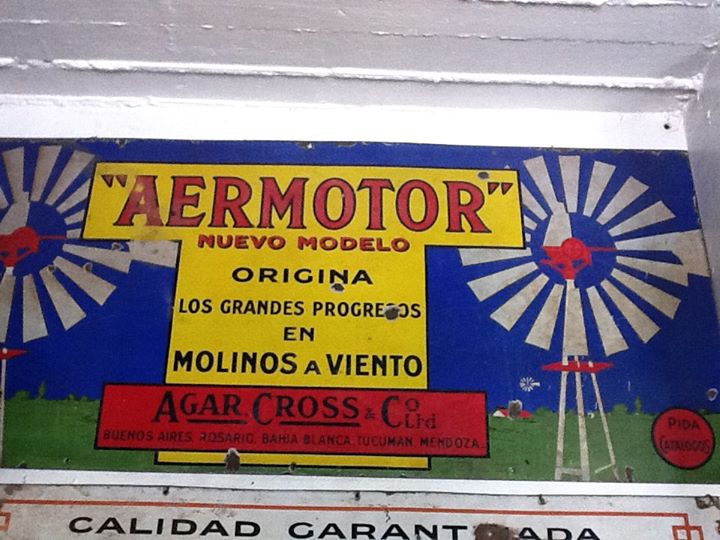 "AERMOTOR"
NUEVO MODELO
ORIGINA
LOS GRANDES PROGRESOS
EN
MOLINOS A VIENTO
AGAR, CROSS & Co Ltd
BUENOS AIRES, ROSARIO, BAHIA BLANCA, TUCUMAN, MENDOZA.
PIDA
CATALOGOS
CALIDAD GARANTIZADA